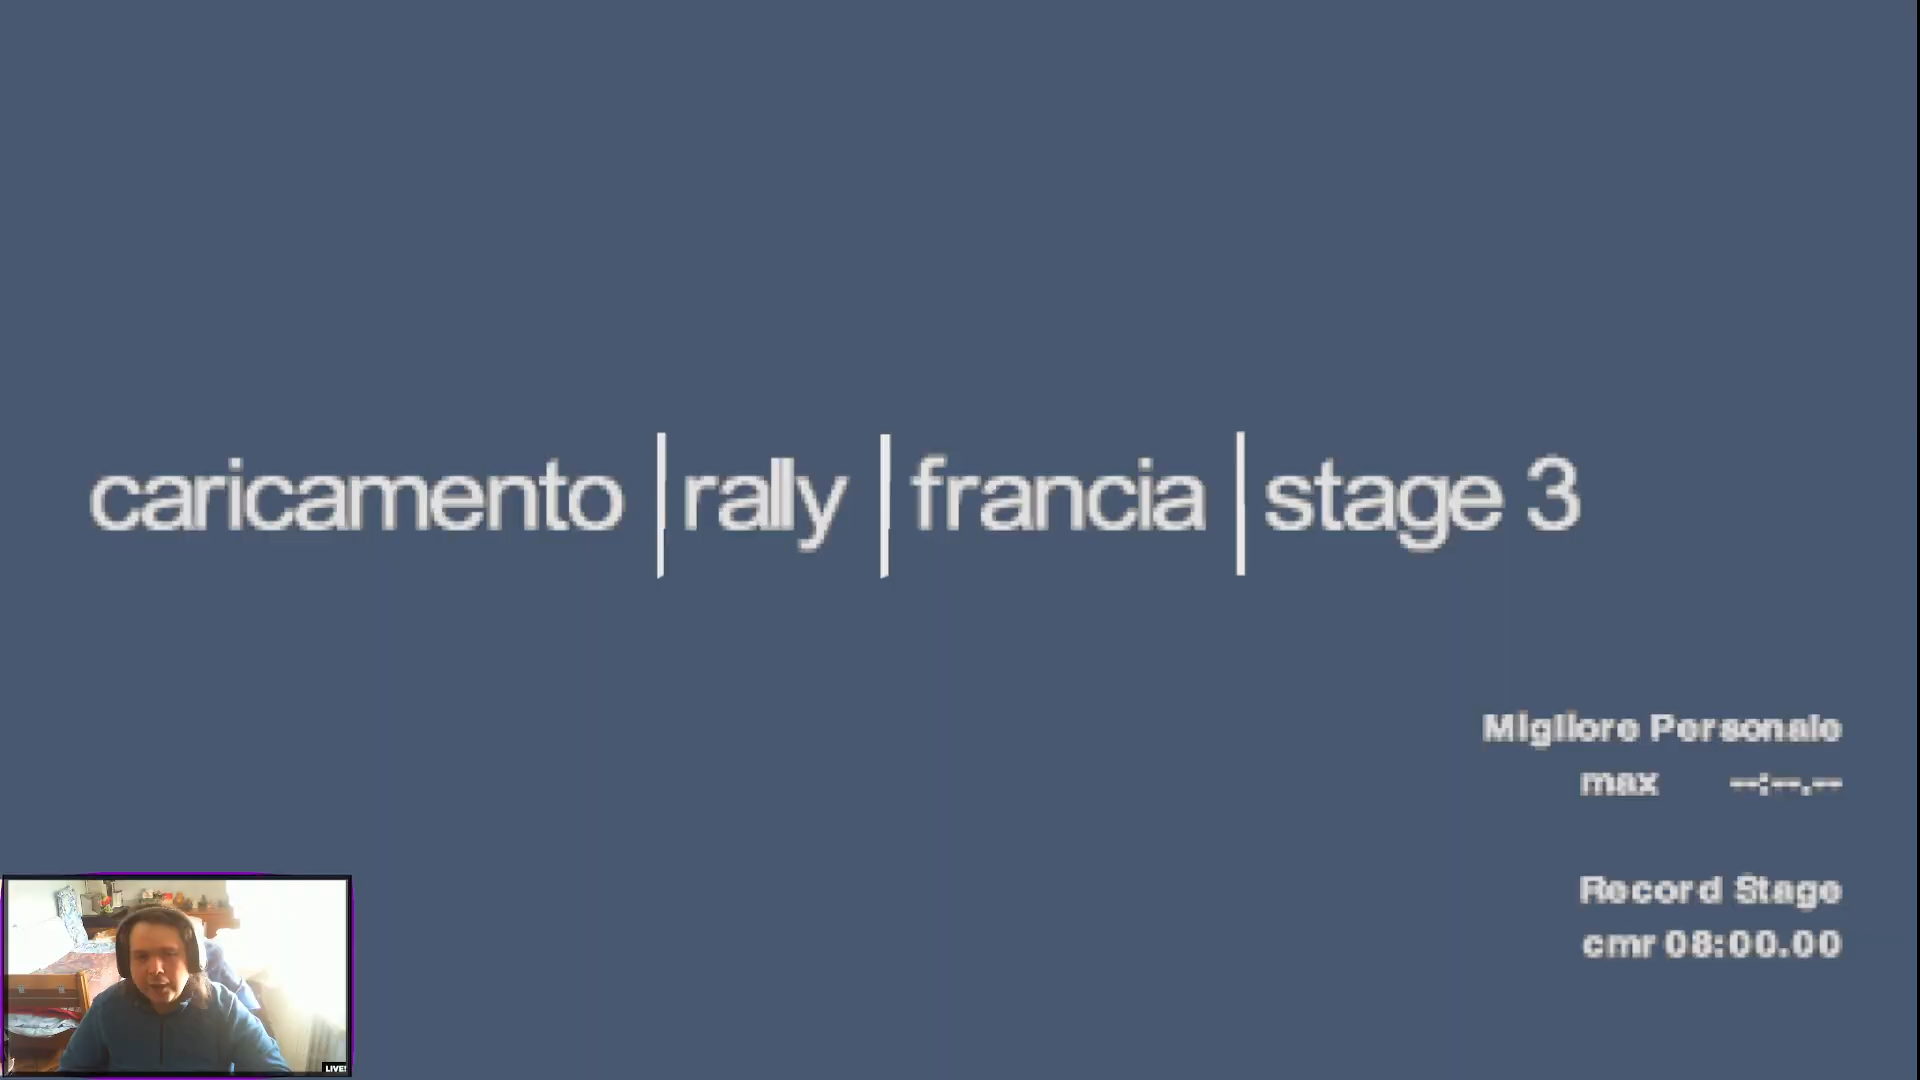 caricamento | rally | francia | stage 3
Migliore Personale
max --:--.--
Record Stage
cmr 08:00.00
LIVE!